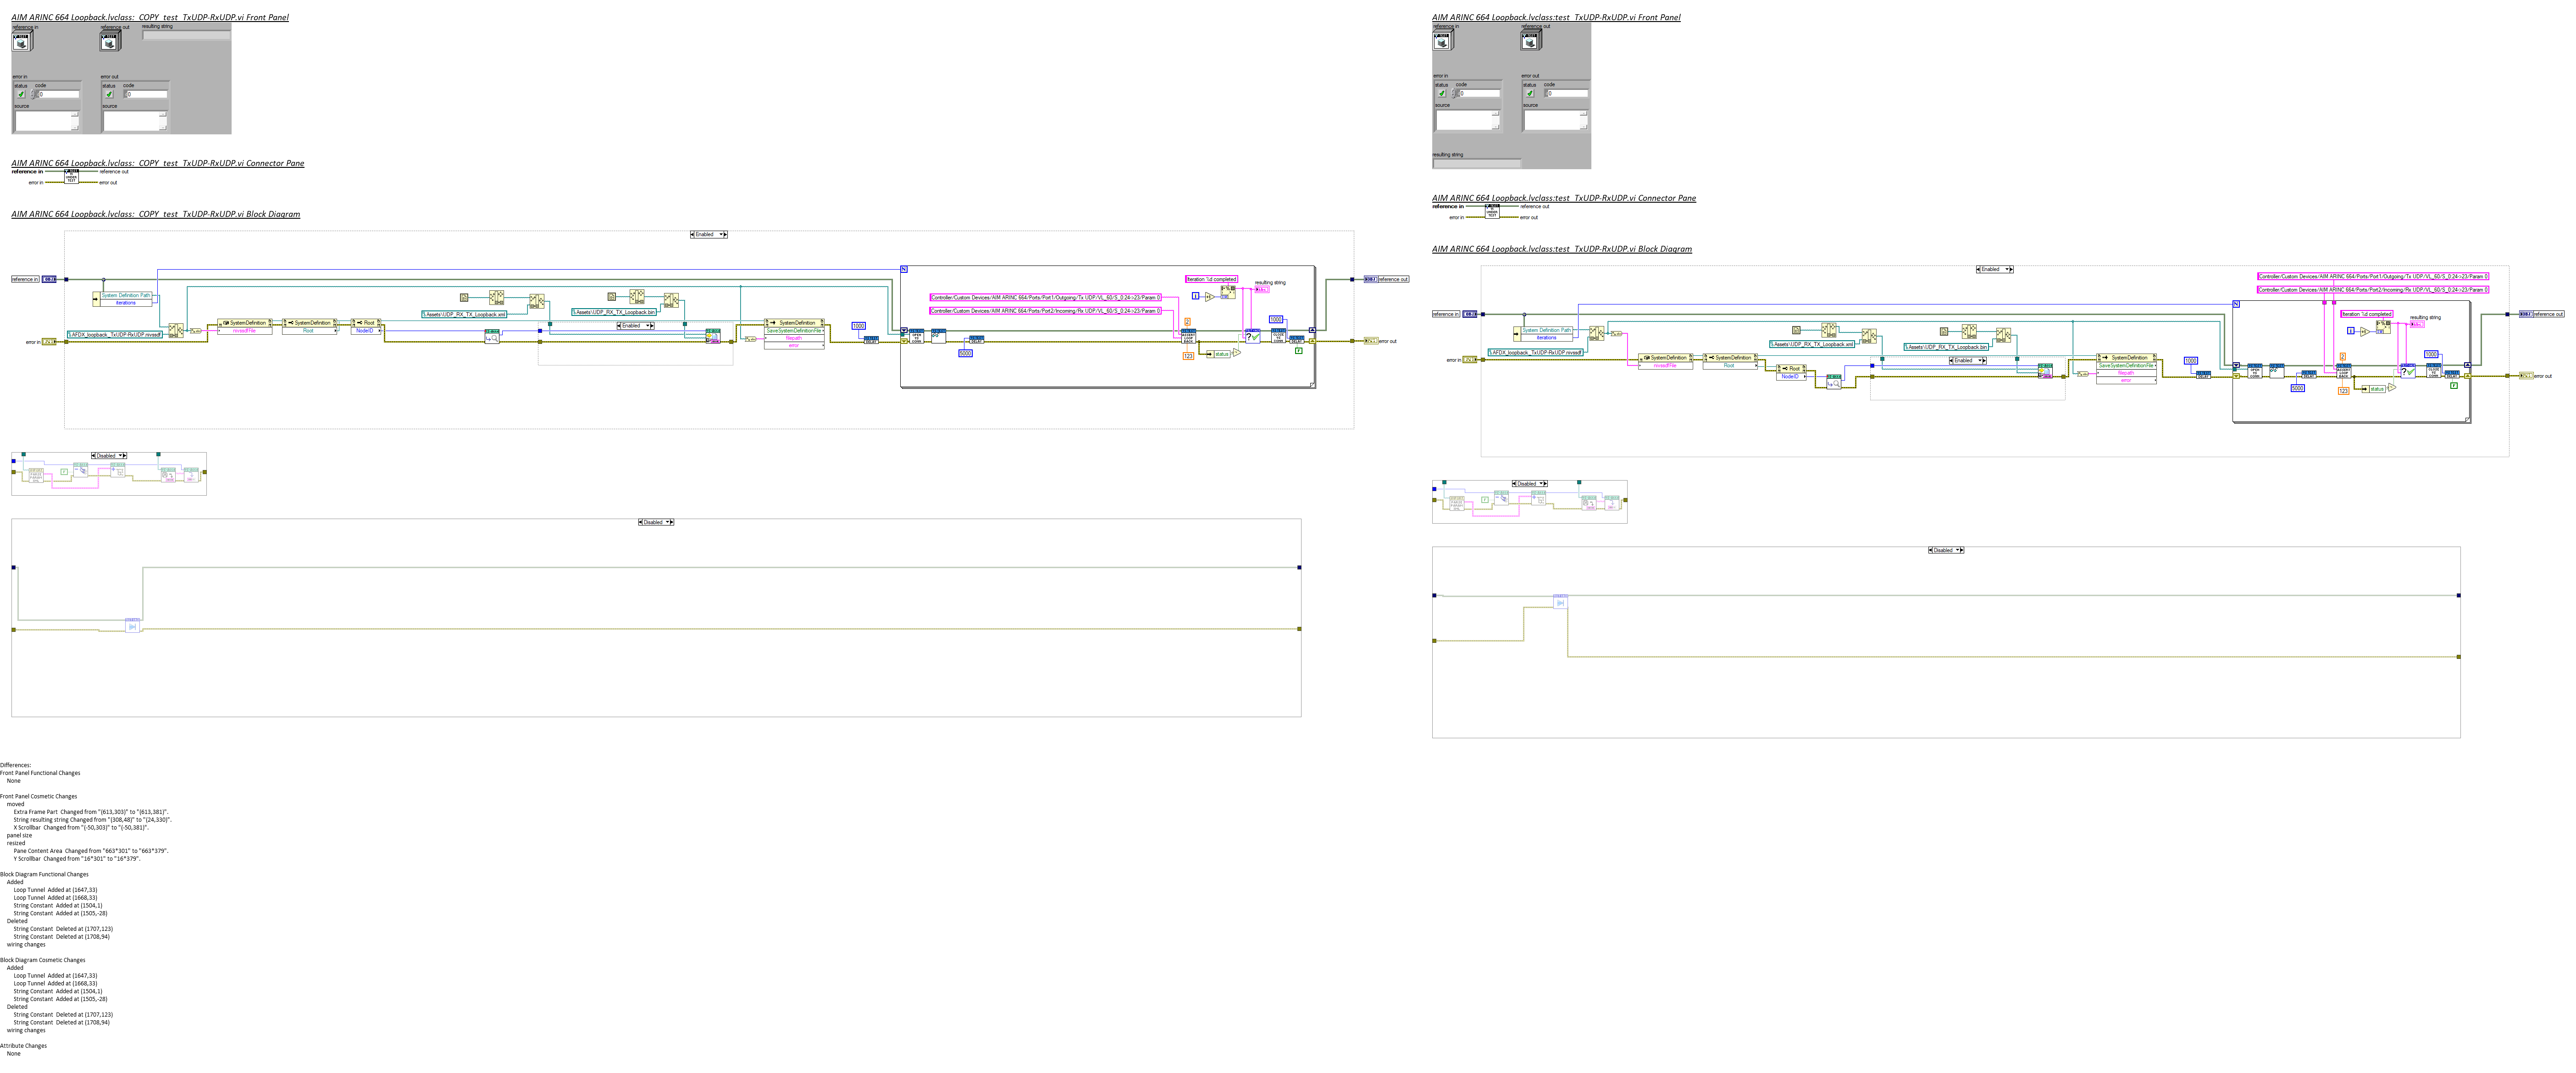 AIM ARINC 664 Loopback.lvclass:_COPY_test_TxUDP-RxUDP.vi Front Panel
reference in
reference out
resulting string
error in
error out
status code
status code
0
0
source
source
AIM ARINC 664 Loopback.lvclass:_COPY_test_TxUDP-RxUDP.vi Connector Pane
reference in
reference out
error in
error out
AIM ARINC 664 Loopback.lvclass:_COPY_test_TxUDP-RxUDP.vi Block Diagram
Enabled
reference in
N
System Definition Path
iterations
Iteration %d completed
resulting string
reference out
Controller/Custom Devices/AIM ARINC 664/Ports/Port1/Outgoing/Tx UDP/VL_60/S_0:24->23/Param 0
Controller/Custom Devices/AIM ARINC 664/Ports/Port2/Incoming/Rx UDP/VL_60/S_0:24->23/Param 0
Assets\UDP_RX_TX_Loopback.xml
Assets\UDP_RX_TX_Loopback.bin
AFDX_loopback_TxUDP-RxUDP.nivssdf
SystemDefinition
nivssdfFile
SystemDefinition
Root
Root
NodeID
Enabled
SystemDefinition
SaveSystemDefinitionFile
filepath
error
1000
5000
2
123
status
1000
F
error in
error out
Disabled
Disabled
AIM ARINC 664 Loopback.lvclass:test_TxUDP-RxUDP.vi Front Panel
reference in
reference out
error in
error out
status code
status code
0
0
source
source
resulting string
AIM ARINC 664 Loopback.lvclass:test_TxUDP-RxUDP.vi Connector Pane
reference in
reference out
error in
error out
AIM ARINC 664 Loopback.lvclass:test_TxUDP-RxUDP.vi Block Diagram
Enabled
Controller/Custom Devices/AIM ARINC 664/Ports/Port1/Outgoing/Tx UDP/VL_60/S_0:24->23/Param 0
Controller/Custom Devices/AIM ARINC 664/Ports/Port2/Incoming/Rx UDP/VL_60/S_0:24->23/Param 0
reference in
N
Iteration %d completed
resulting string
reference out
System Definition Path
iterations
Assets\UDP_RX_TX_Loopback.xml
Assets\UDP_RX_TX_Loopback.bin
AFDX_loopback_TxUDP-RxUDP.nivssdf
SystemDefinition
nivssdfFile
SystemDefinition
Root
Root
NodeID
Enabled
SystemDefinition
SaveSystemDefinitionFile
filepath
error
1000
5000
2
123
status
1000
F
error in
error out
Disabled
Disabled
Differences:
Front Panel Functional Changes
None
Front Panel Cosmetic Changes
moved
Extra Frame Part Changed from "(613,303)" to "(613,381)".
String resulting string Changed from "(308,48)" to "(24,330)".
X Scrollbar Changed from "(-50,303)" to "(-50,381)".
panel size
resized
Pane Content Area Changed from "663*301" to "663*379".
Y Scrollbar Changed from "16*301" to "16*379".
Block Diagram Functional Changes
Added
Loop Tunnel Added at (1647,33)
Loop Tunnel Added at (1668,33)
String Constant Added at (1504,1)
String Constant Added at (1505,-28)
Deleted
String Constant Deleted at (1707,123)
String Constant Deleted at (1708,94)
wiring changes
Block Diagram Cosmetic Changes
Added
Loop Tunnel Added at (1647,33)
Loop Tunnel Added at (1668,33)
String Constant Added at (1504,1)
String Constant Added at (1505,-28)
Deleted
String Constant Deleted at (1707,123)
String Constant Deleted at (1708,94)
wiring changes
Attribute Changes
None